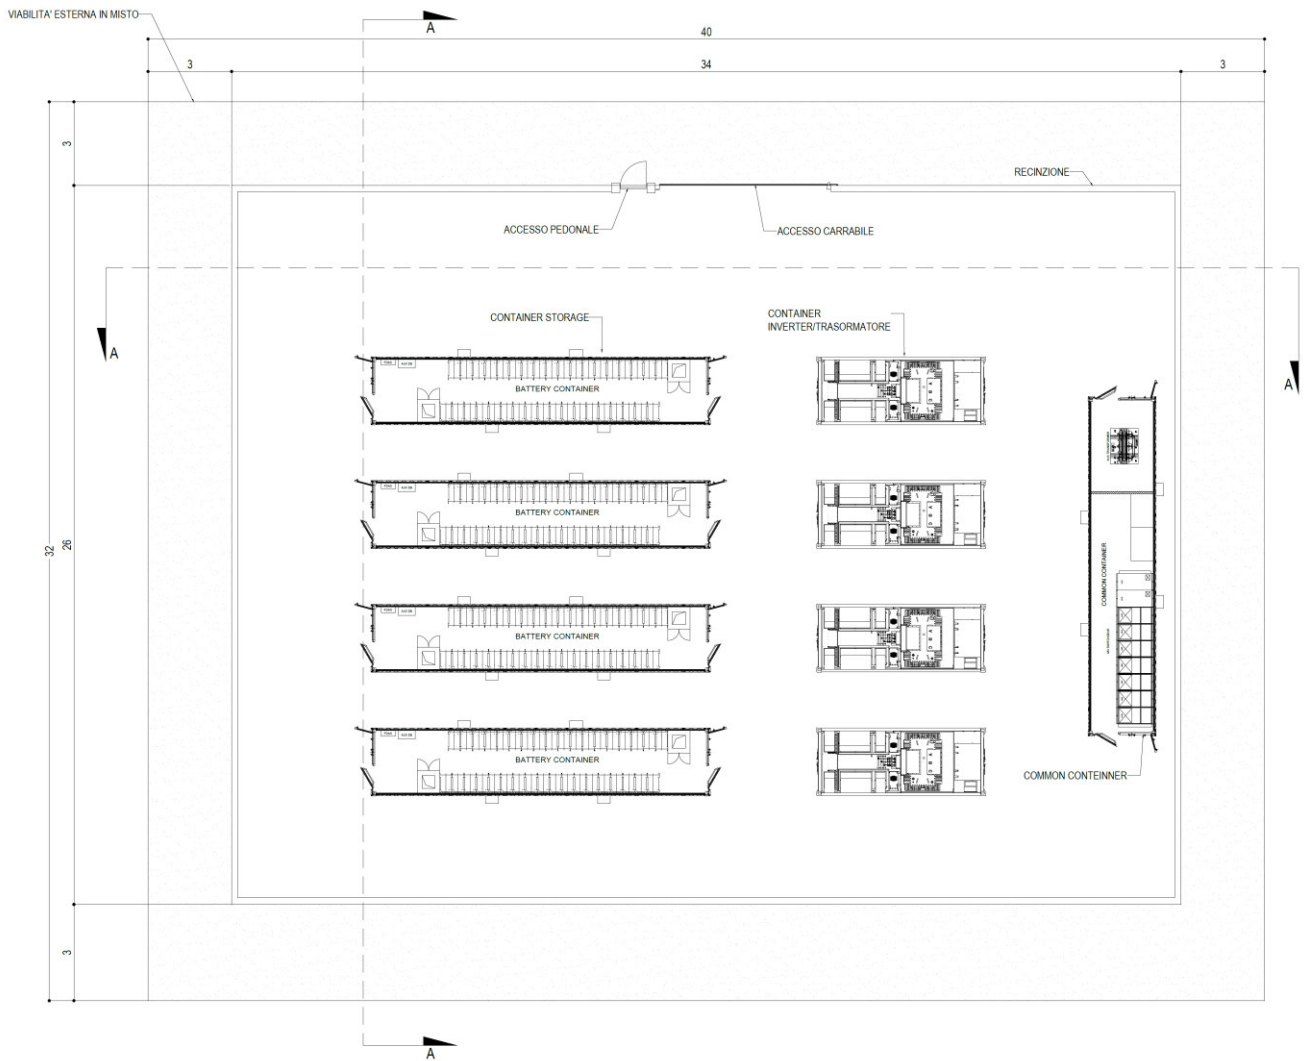 VIABILITA' ESTERNA IN MISTO
A
40
3
34
3
3
RECINZIONE
ACCESSO PEDONALE
ACCESSO CARRABILE
CONTAINER STORAGE
CONTAINER
INVERTER/TRASORMATORE
A
A
BATTERY CONTAINER
BATTERY CONTAINER
32
26
COMMON CONTAINER
BATTERY CONTAINER
BATTERY CONTAINER
COMMON CONTEINNER
3
A